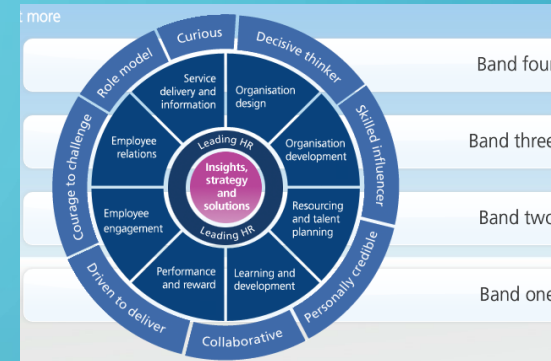 more
Curious
Decisive thinker
Skilled influencer
Personally credible
Collaborative
Driven to deliver
Courage to challenge
Role model
Service
delivery and
information
Organisation
design
Organisation
development
Resourcing
and talent
planning
Learning and
development
Performance
and reward
Employee
engagement
Employee
relations
Leading HR
Insights,
strategy
and
solutions
Leading HR
Band four
Band three
Band two
Band one